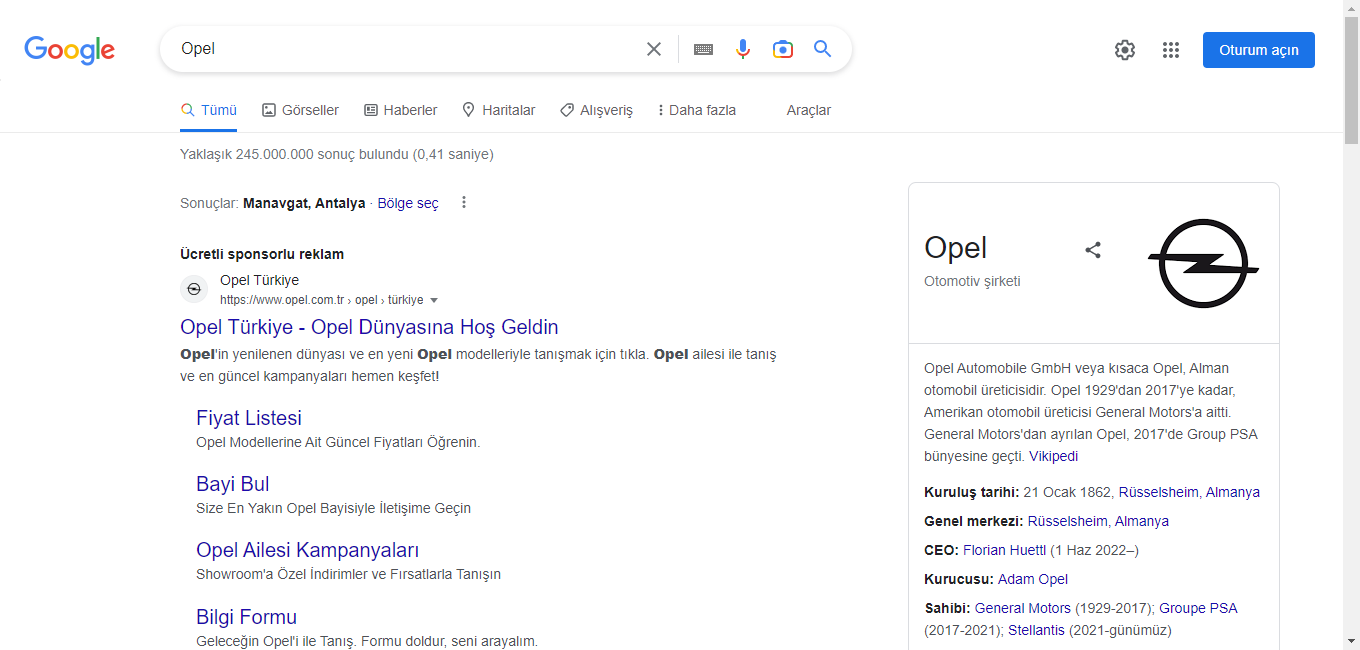 Google
Opel
Oturum açın
Tümü
Görseller
Haberler
Haritalar
Alışveriş
Daha fazla
Araçlar
Yaklaşık 245.000.000 sonuç bulundu (0,41 saniye)
Sonuçlar: Manavgat, Antalya · Bölge seç
Ücretli sponsorlu reklam
Opel Türkiye
https://www.opel.com.tr › opel › türkiye
Opel Türkiye - Opel Dünyasına Hoş Geldin
Opel'in yenilenen dünyası ve en yeni Opel modelleriyle tanışmak için tıkla. Opel ailesi ile tanış
ve en güncel kampanyaları hemen keşfet!
Fiyat Listesi
Opel Modellerine Ait Güncel Fiyatları Öğrenin.
Bayi Bul
Size En Yakın Opel Bayisiyle İletişime Geçin
Opel Ailesi Kampanyaları
Showroom'a Özel İndirimler ve Fırsatlarla Tanışın
Bilgi Formu
Geleceğin Opel'i ile Tanış. Formu doldur, seni arayalım.
Opel
Otomotiv şirketi
Opel Automobile GmbH veya kısaca Opel, Alman
otomobil üreticisidir. Opel 1929'dan 2017'ye kadar,
Amerikan otomobil üreticisi General Motors'a aitti.
General Motors'dan ayrılan Opel, 2017'de Group PSA
bünyesine geçti. Vikipedi
Kuruluş tarihi: 21 Ocak 1862, Rüsselsheim, Almanya
Genel merkezi: Rüsselsheim, Almanya
CEO: Florian Huettl (1 Haz 2022–)
Kurucusu: Adam Opel
Sahibi: General Motors (1929-2017); Groupe PSA
(2017-2021); Stellantis (2021-günümüz)